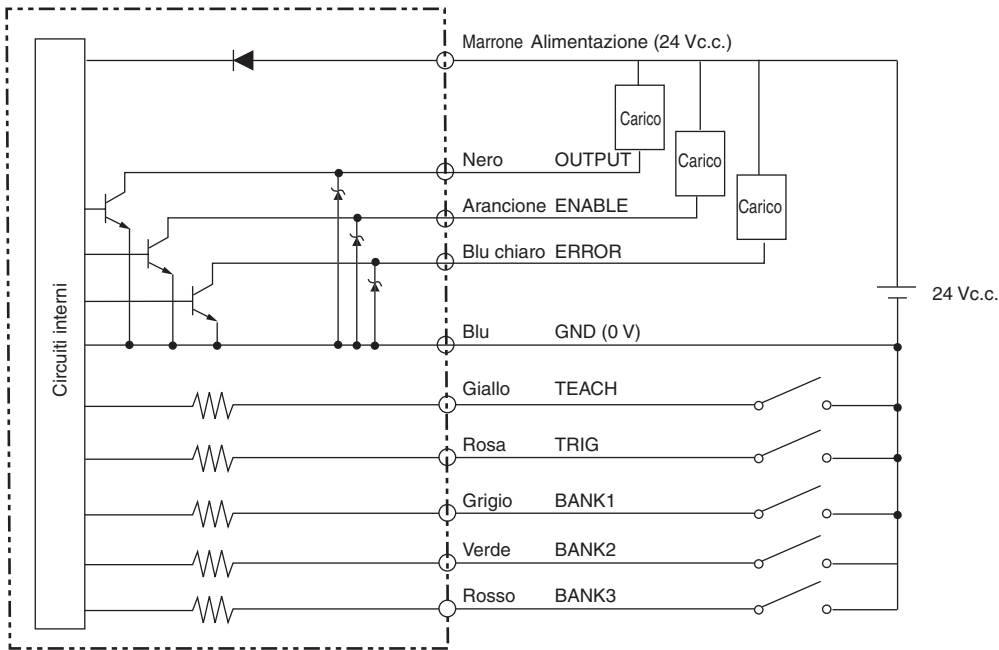 Marrone Alimentazione (24 Vc.c.)
Carico
Nero OUTPUT
Carico
Arancione ENABLE
Carico
Blu chiaro ERROR
24 Vc.c.
Circuiti interni
Blu GND (0 V)
Giallo TEACH
Rosa TRIG
Grigio BANK1
Verde BANK2
Rosso BANK3